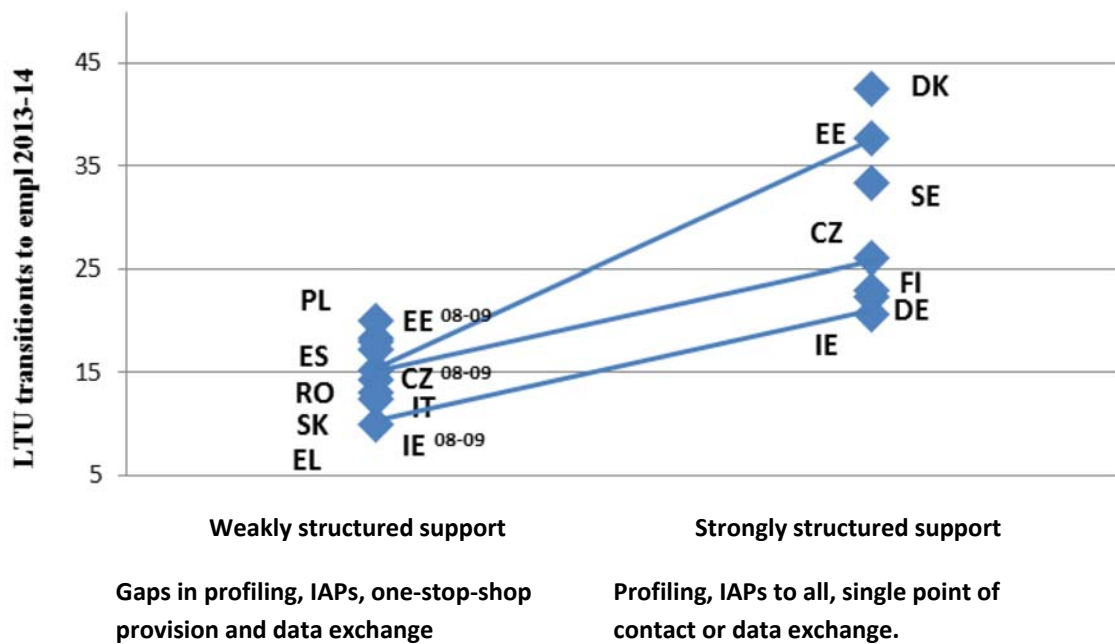 LTU transitionts to empl 2013-14
45
35
25
15
5
DK
EE
SE
CZ
FI
DE
IE
PL
EE 08-09
ES
CZ 08-09
RO
IT
SK
IE 08-09
EL
Weakly structured support
Strongly structured support
Gaps in profiling, IAPs, one-stop-shop
provision and data exchange
Profiling, IAPs to all, single point of
contact or data exchange.